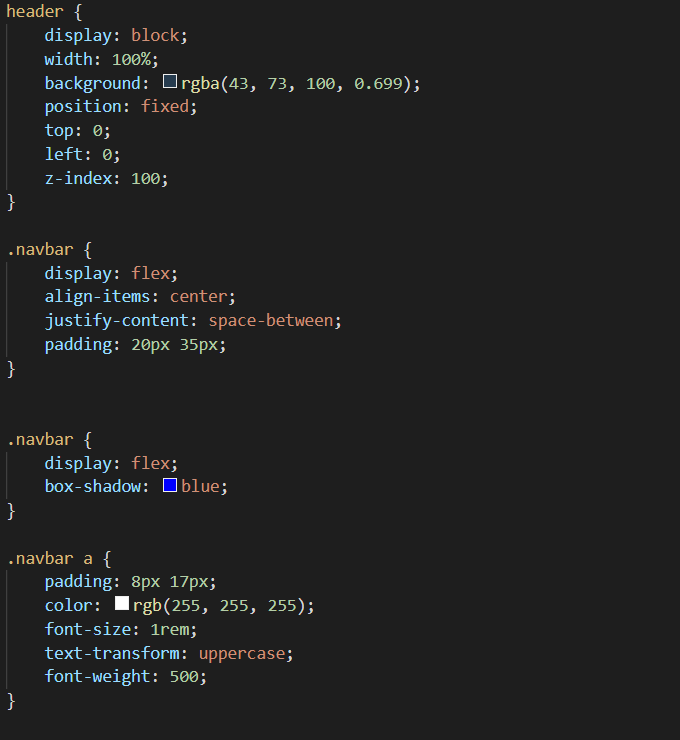 header {
    display: block;
    width: 100%;
    background: rgba(43, 73, 100, 0.699);
    position: fixed;
    top: 0;
    left: 0;
    z-index: 100;
}
.navbar {
    display: flex;
    align-items: center;
    justify-content: space-between;
    padding: 20px 35px;
}
.navbar {
    display: flex;
    box-shadow: blue;
}
.navbar a {
    padding: 8px 17px;
    color: rgb(255, 255, 255);
    font-size: 1rem;
    text-transform: uppercase;
    font-weight: 500;
}